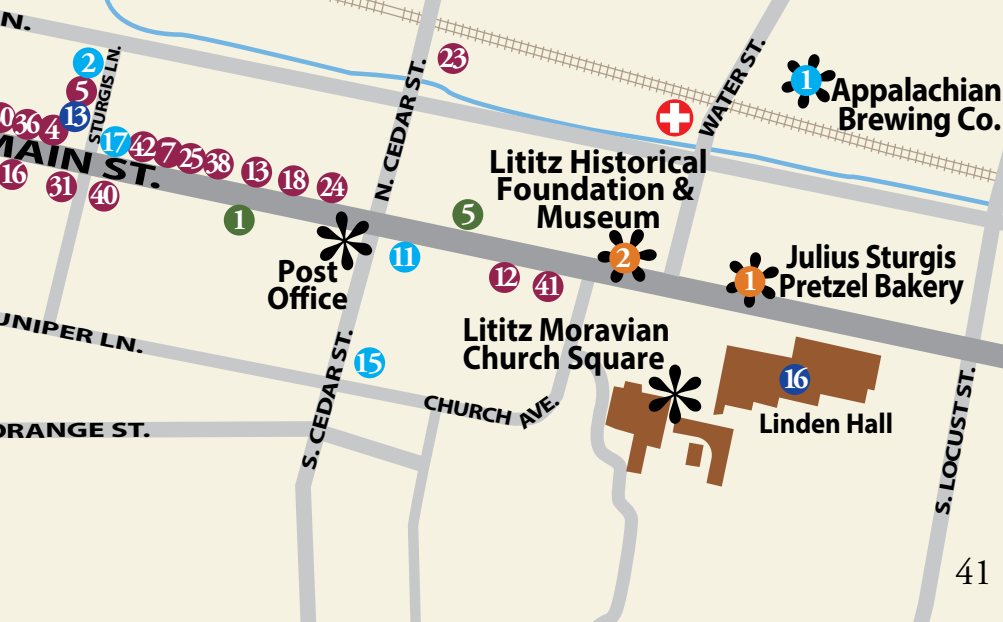 N.
2
5
STURGIS LN.
13
36
4
17
42
7
25
38
13
18
24
MAIN ST.
16
31
40
1
N. CEDAR ST.
23
5
WATER ST.
1
Appalachian
Brewing Co.
Lititz Historical
Foundation &
Museum
2
Post
Office
11
12
41
1
Julius Sturgis
Pretzel Bakery
UNIPER LN.
15
Lititz Moravian
Church Square
CHURCH AVE.
16
Linden Hall
ORANGE ST.
S. CEDAR ST.
S. LOCUST ST.
41